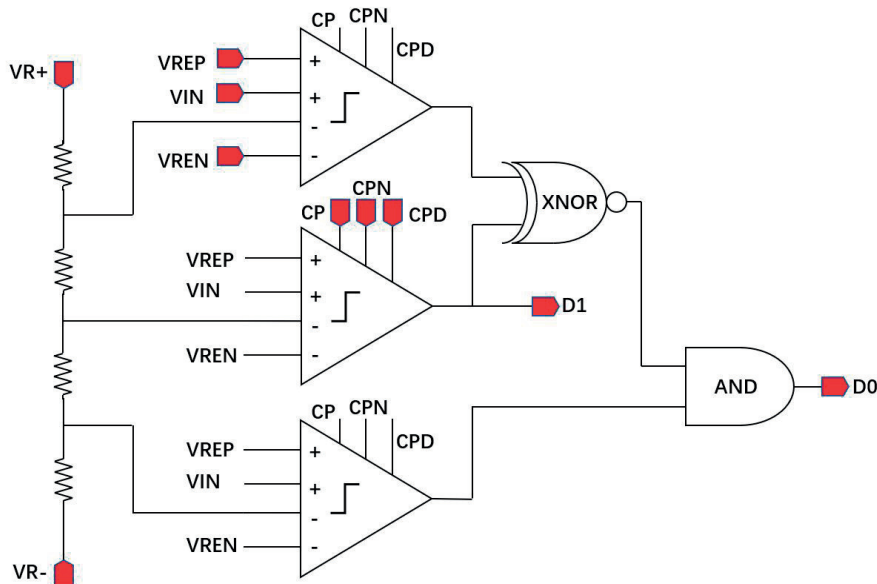 CP CPN CPD
VR+
VREP +
VIN +
-
VREN -
XNOR
CP CPN CPD
VREP +
VIN +
-
VREN -
D1
AND
D0
CP CPN CPD
VREP +
VIN +
-
VREN -
VR-